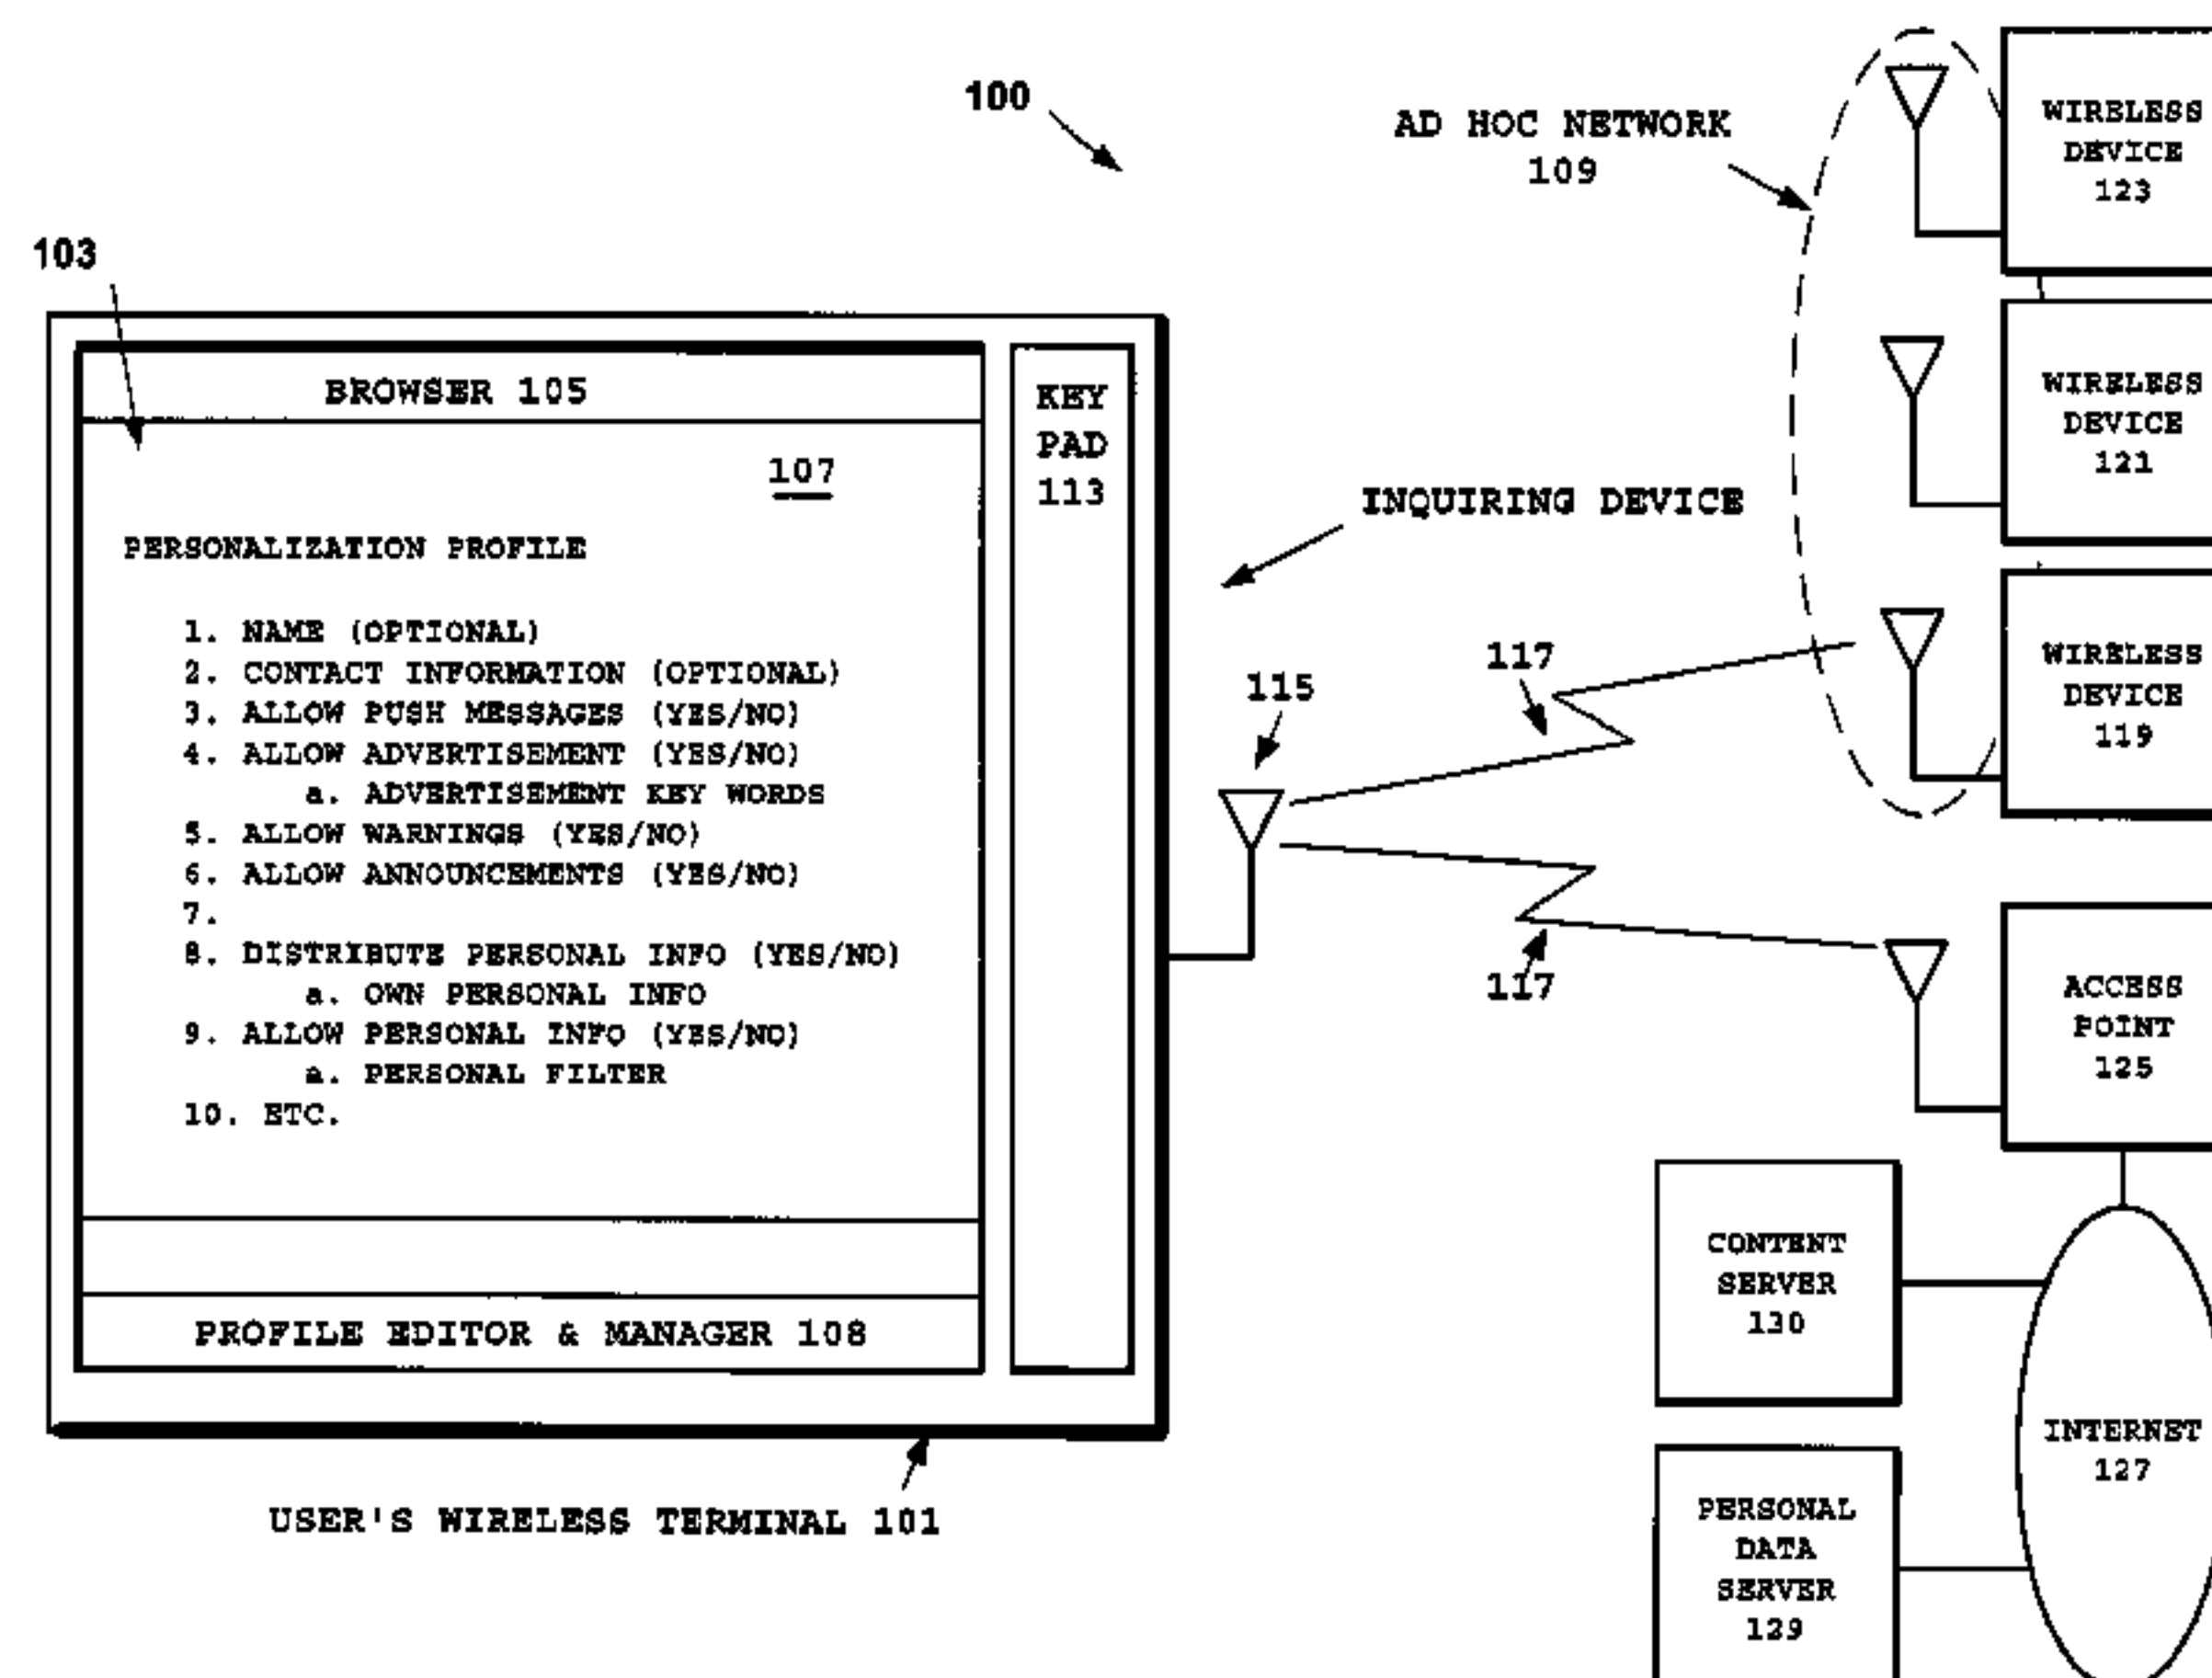 100
103
BROWSER 105
107
PERSONALIZATION PROFILE
1. NAME (OPTIONAL)
2. CONTACT INFORMATION (OPTIONAL)
3. ALLOW PUSH MESSAGES (YES/NO)
4. ALLOW ADVERTISEMENT (YES/NO)
a. ADVERTISEMENT KEY WORDS
5. ALLOW WARNINGS (YES/NO)
6. ALLOW ANNOUNCEMENTS (YES/NO)
7.
8. DISTRIBUTE PERSONAL INFO (YES/NO)
a. OWN PERSONAL INFO
9. ALLOW PERSONAL INFO (YES/NO)
a. PERSONAL FILTER
10. ETC.
PROFILE EDITOR & MANAGER 108
KEY
PAD
113
USER'S WIRELESS TERMINAL 101
INQUIRING DEVICE
115
117
117
AD HOC NETWORK
109
WIRELESS
DEVICE
123
WIRELESS
DEVICE
121
WIRELESS
DEVICE
119
ACCESS
POINT
125
CONTENT
SERVER
130
INTERNET
127
PERSONAL
DATA
SERVER
129